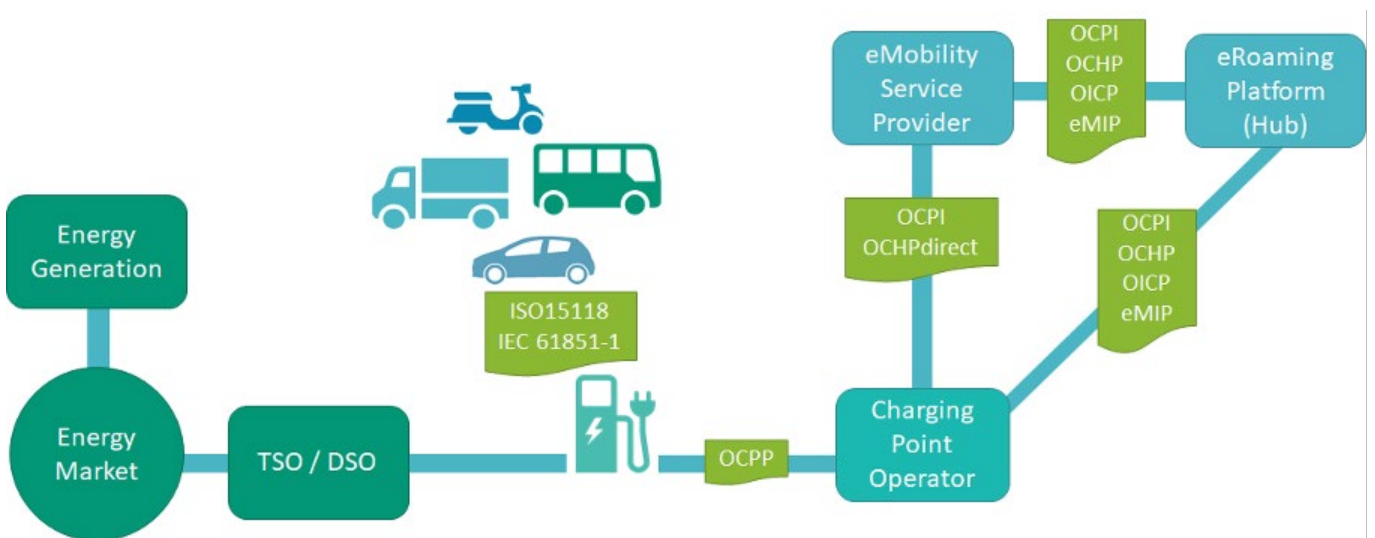 eMobility
Service
Provider
OCPI
OCHP
OICP
eMIP
eRoaming
Platform
(Hub)
Energy
Generation
OCPI
OCHPdirect
OCPI
OCHP
OICP
eMIP
ISO15118
IEC 61851-1
Energy
Market
TSO / DSO
OCPP
Charging
Point
Operator